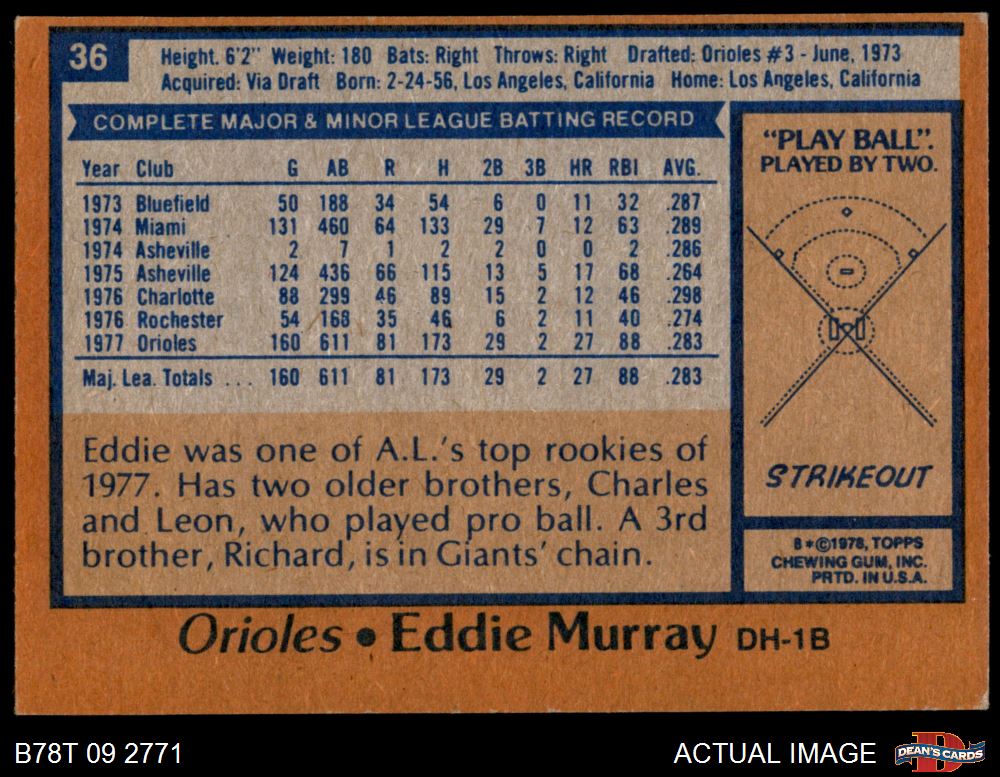 36
Height. 6'2" Weight: 180 Bats: Right Throws: Right Drafted: Orioles #3 - June, 1973
Acquired: Via Draft Born: 2-24-56, Los Angeles, California Home: Los Angeles, California
COMPLETE MAJOR & MINOR LEAGUE BATTING RECORD
Year Club G AB R H 2B 3B HR RBI AVG.
1973 Bluefield 50 188 34 54 6 0 11 32 .287
1974 Miami 131 460 64 133 29 7 12 63 .289
1974 Asheville 2 7 1 2 2 0 0 2 .286
1975 Asheville 124 436 66 115 13 5 17 68 .264
1976 Charlotte 88 299 46 89 15 2 12 46 .298
1976 Rochester 54 168 35 46 6 2 11 40 .274
1977 Orioles 160 611 81 173 29 2 27 88 .283
Maj. Lea. Totals ... 160 611 81 173 29 2 27 88 .283
Eddie was one of A.L.'s top rookies of
1977. Has two older brothers, Charles
and Leon, who played pro ball. A 3rd
brother, Richard, is in Giants' chain.
"PLAY BALL".
PLAYED BY TWO.
STRIKEOUT
B*©1978, TOPPS
CHEWING GUM, INC.
PRTD. IN U.S.A.
Orioles • Eddie Murray DH-1B
B78T 09 2771
ACTUAL IMAGE
DEAN'S CARDS